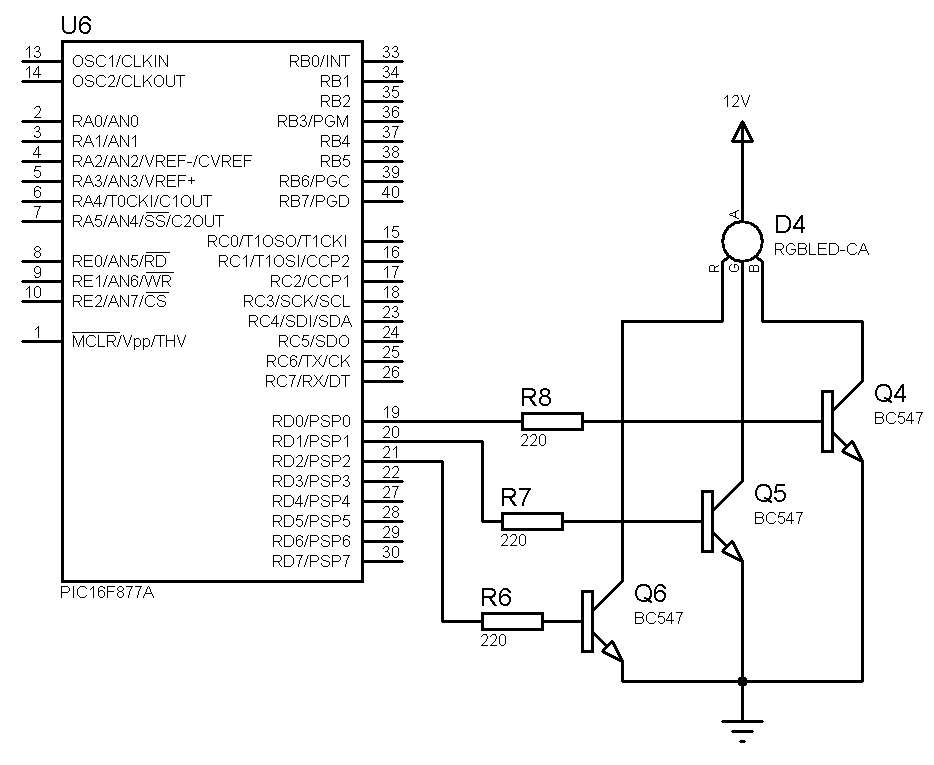 U6
13 OSC1/CLKIN RB0/INT 33
14 OSC2/CLKOUT RB1 34
RB2 35
2 RA0/AN0 RB3/PGM 36
3 RA1/AN1 RB4 37
4 RA2/AN2/VREF-/CVREF RB5 38
5 RA3/AN3/VREF+ RB6/PGC 39
6 RA4/T0CKI/C1OUT RB7/PGD 40
7 RA5/AN4/SS/C2OUT
RC0/T1OSO/T1CKI 15
8 RE0/AN5/RD RC1/T1OSI/CCP2 16
9 RE1/AN6/WR RC2/CCP1 17
10 RE2/AN7/CS RC3/SCK/SCL 18
RC4/SDI/SDA 23
1 MCLR/Vpp/THV RC5/SDO 24
RC6/TX/CK 25
RC7/RX/DT 26
RD0/PSP0 19
RD1/PSP1 20
RD2/PSP2 21
RD3/PSP3 22
RD4/PSP4 27
RD5/PSP5 28
RD6/PSP6 29
RD7/PSP7 30
PIC16F877A
12V
A
D4
RGBLED-CA
R G B
R8
220
Q4
BC547
R7
220
Q5
BC547
R6
220
Q6
BC547